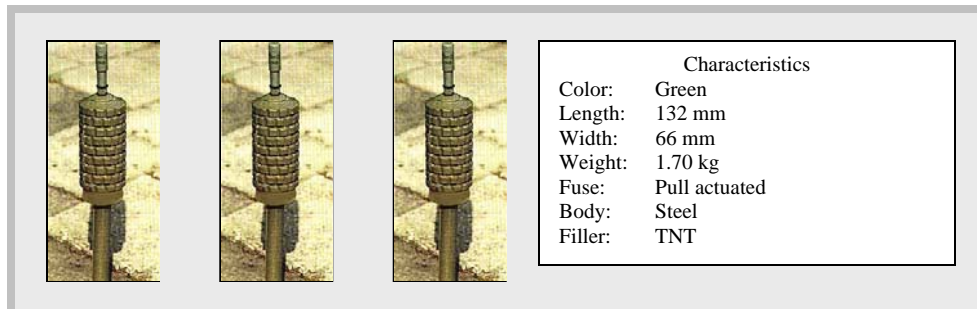 Characteristics
Color: Green
Length: 132 mm
Width: 66 mm
Weight: 1.70 kg
Fuse: Pull actuated
Body: Steel
Filler: TNT